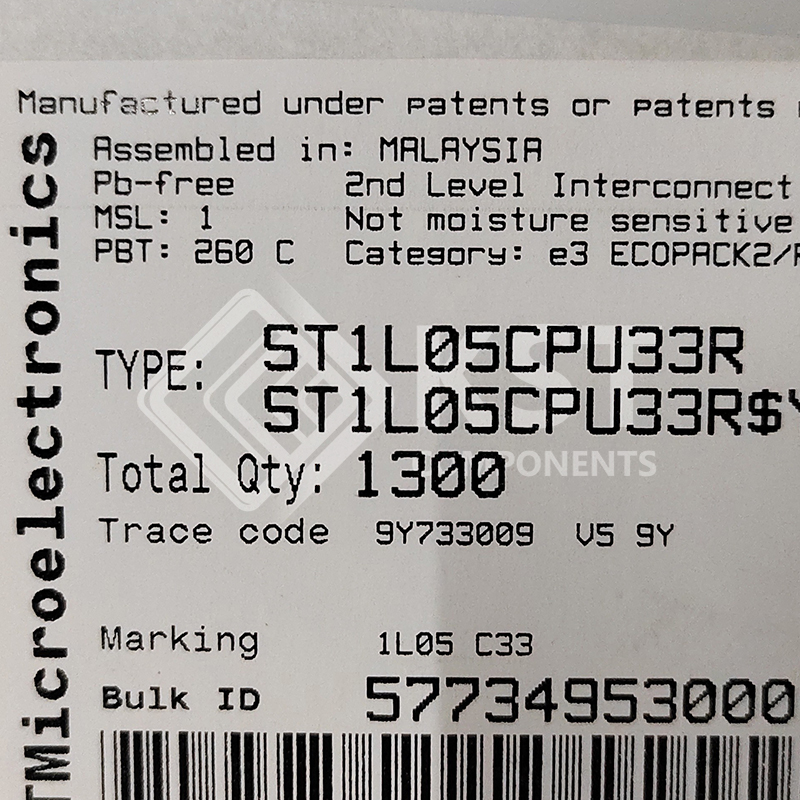 Manufactured under patents or patents
Assembled in: MALAYSIA
Pb-free 2nd Level Interconnect
MSL: 1 Not moisture sensitive
PBT: 260 C Category: e3 ECOPACK2/
TYPE: ST1L05CPU33R
ST1L05CPU33R$Y
Total Qty: 1300
Trace code 9Y733009 V5 9Y
Marking 1L05 C33
Bulk ID 57734953000
TMicroelectronics